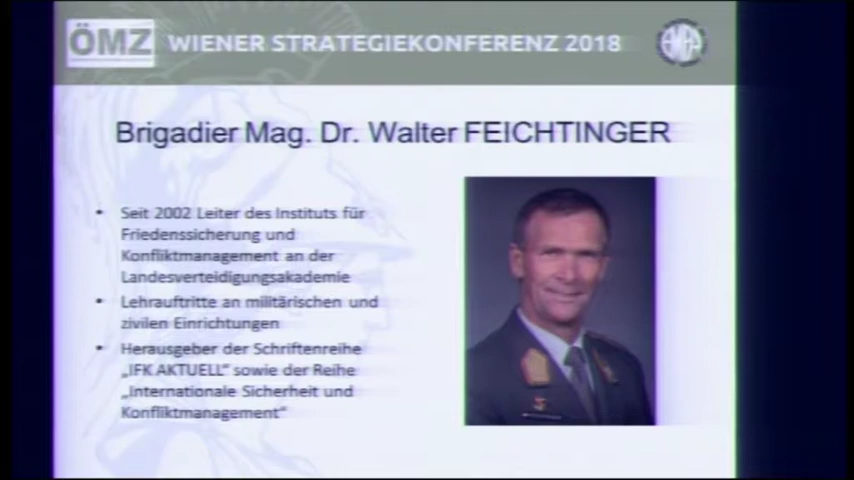 ÖMZ
WIENER STRATEGIEKONFERENZ 2018
Brigadier Mag. Dr. Walter FEICHTINGER
• Seit 2002 Leiter des Instituts für
Friedenssicherung und
Konfliktmanagement an der
Landesverteidigungsakademie
• Lehrauftritte an militärischen und
zivilen Einrichtungen
• Herausgeber der Schriftenreihe
„IFK AKTUELL“ sowie der Reihe
„Internationale Sicherheit und
Konfliktmanagement“